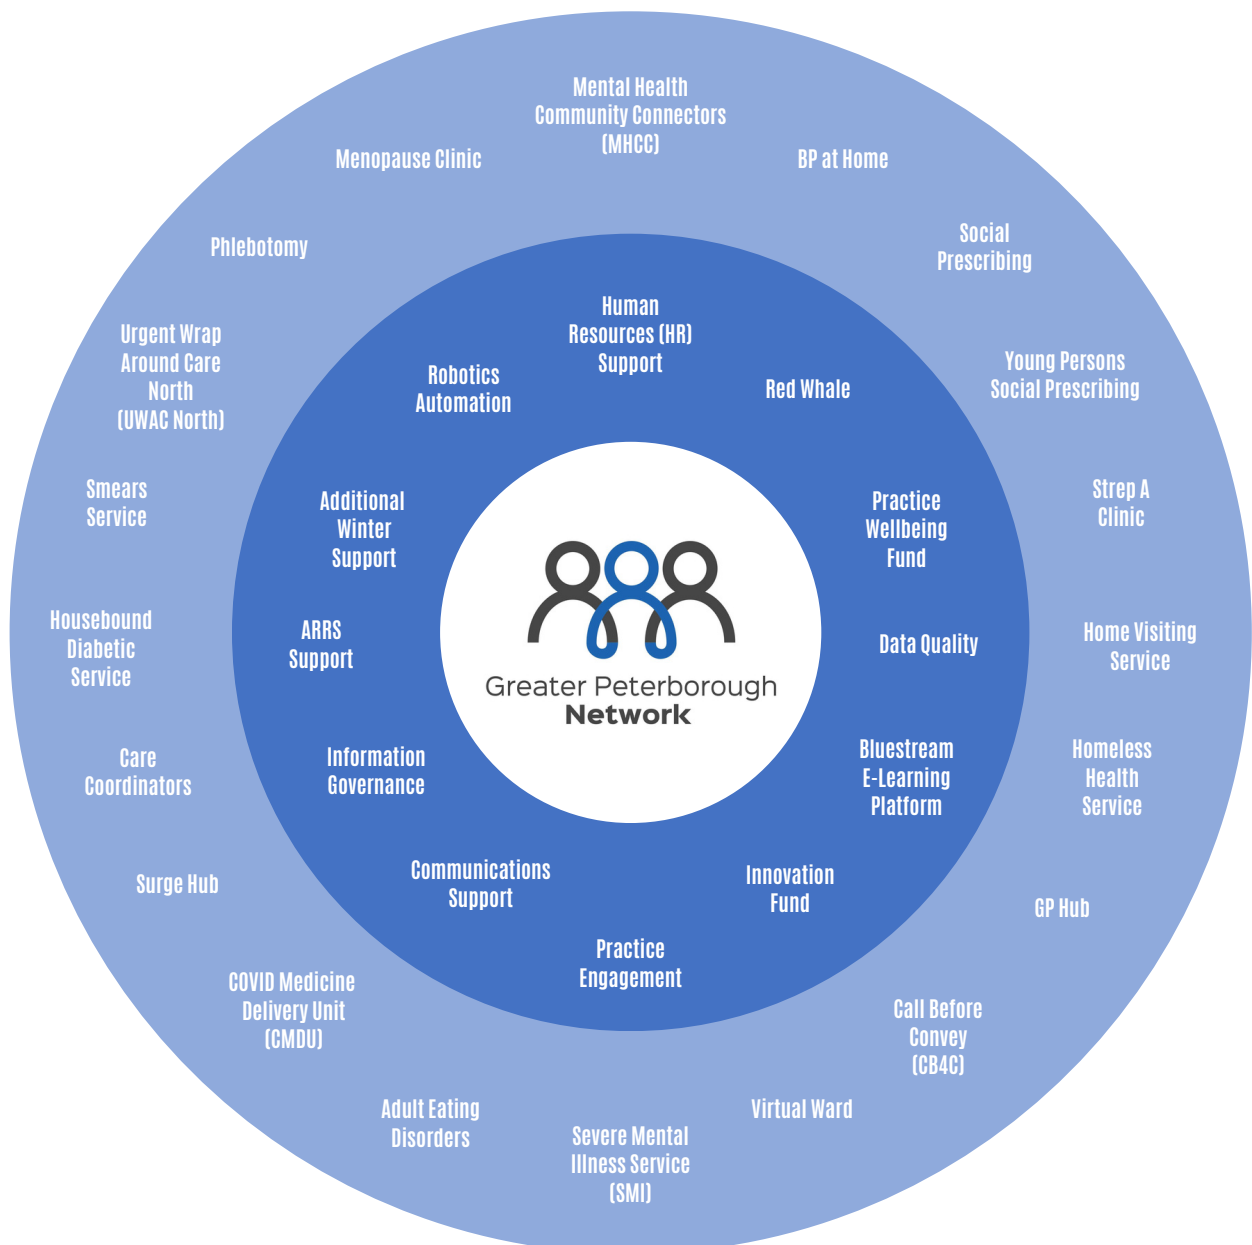 Mental Health
Community Connectors
(MHCC)
BP at Home
Social
Prescribing
Young Persons
Social Prescribing
Strep A
Clinic
Home Visiting
Service
Homeless
Health
Service
GP Hub
Call Before
Convey
(CB4C)
Virtual Ward
Severe Mental
Illness Service
(SMI)
Adult Eating
Disorders
COVID Medicine
Delivery Unit
(CMDU)
Surge Hub
Care
Coordinators
Housebound
Diabetic
Service
Smears
Service
Urgent Wrap
Around Care
North
(UWAC North)
Phlebotomy
Menopause Clinic
Human
Resources (HR)
Support
Red Whale
Practice
Wellbeing
Fund
Data Quality
Bluestream
E-Learning
Platform
Innovation
Fund
Practice
Engagement
Communications
Support
Information
Governance
ARRS
Support
Additional
Winter
Support
Robotics
Automation
Greater Peterborough
Network